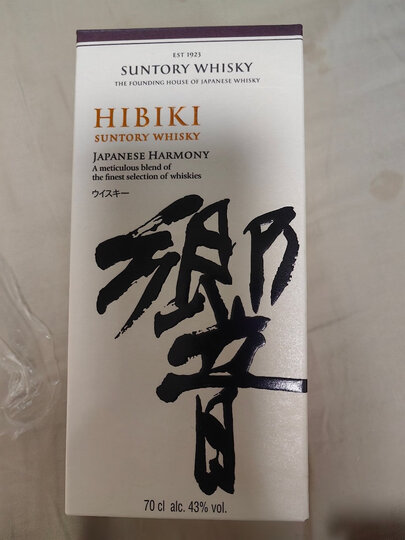 EST 1923
SUNTORY WHISKY
THE FOUNDING HOUSE OF JAPANESE WHISKY
HIBIKI
SUNTORY WHISKY
JAPANESE HARMONY
A meticulous blend of
the finest selection of whiskies
ウイスキー
響
70 cl alc. 43% vol.